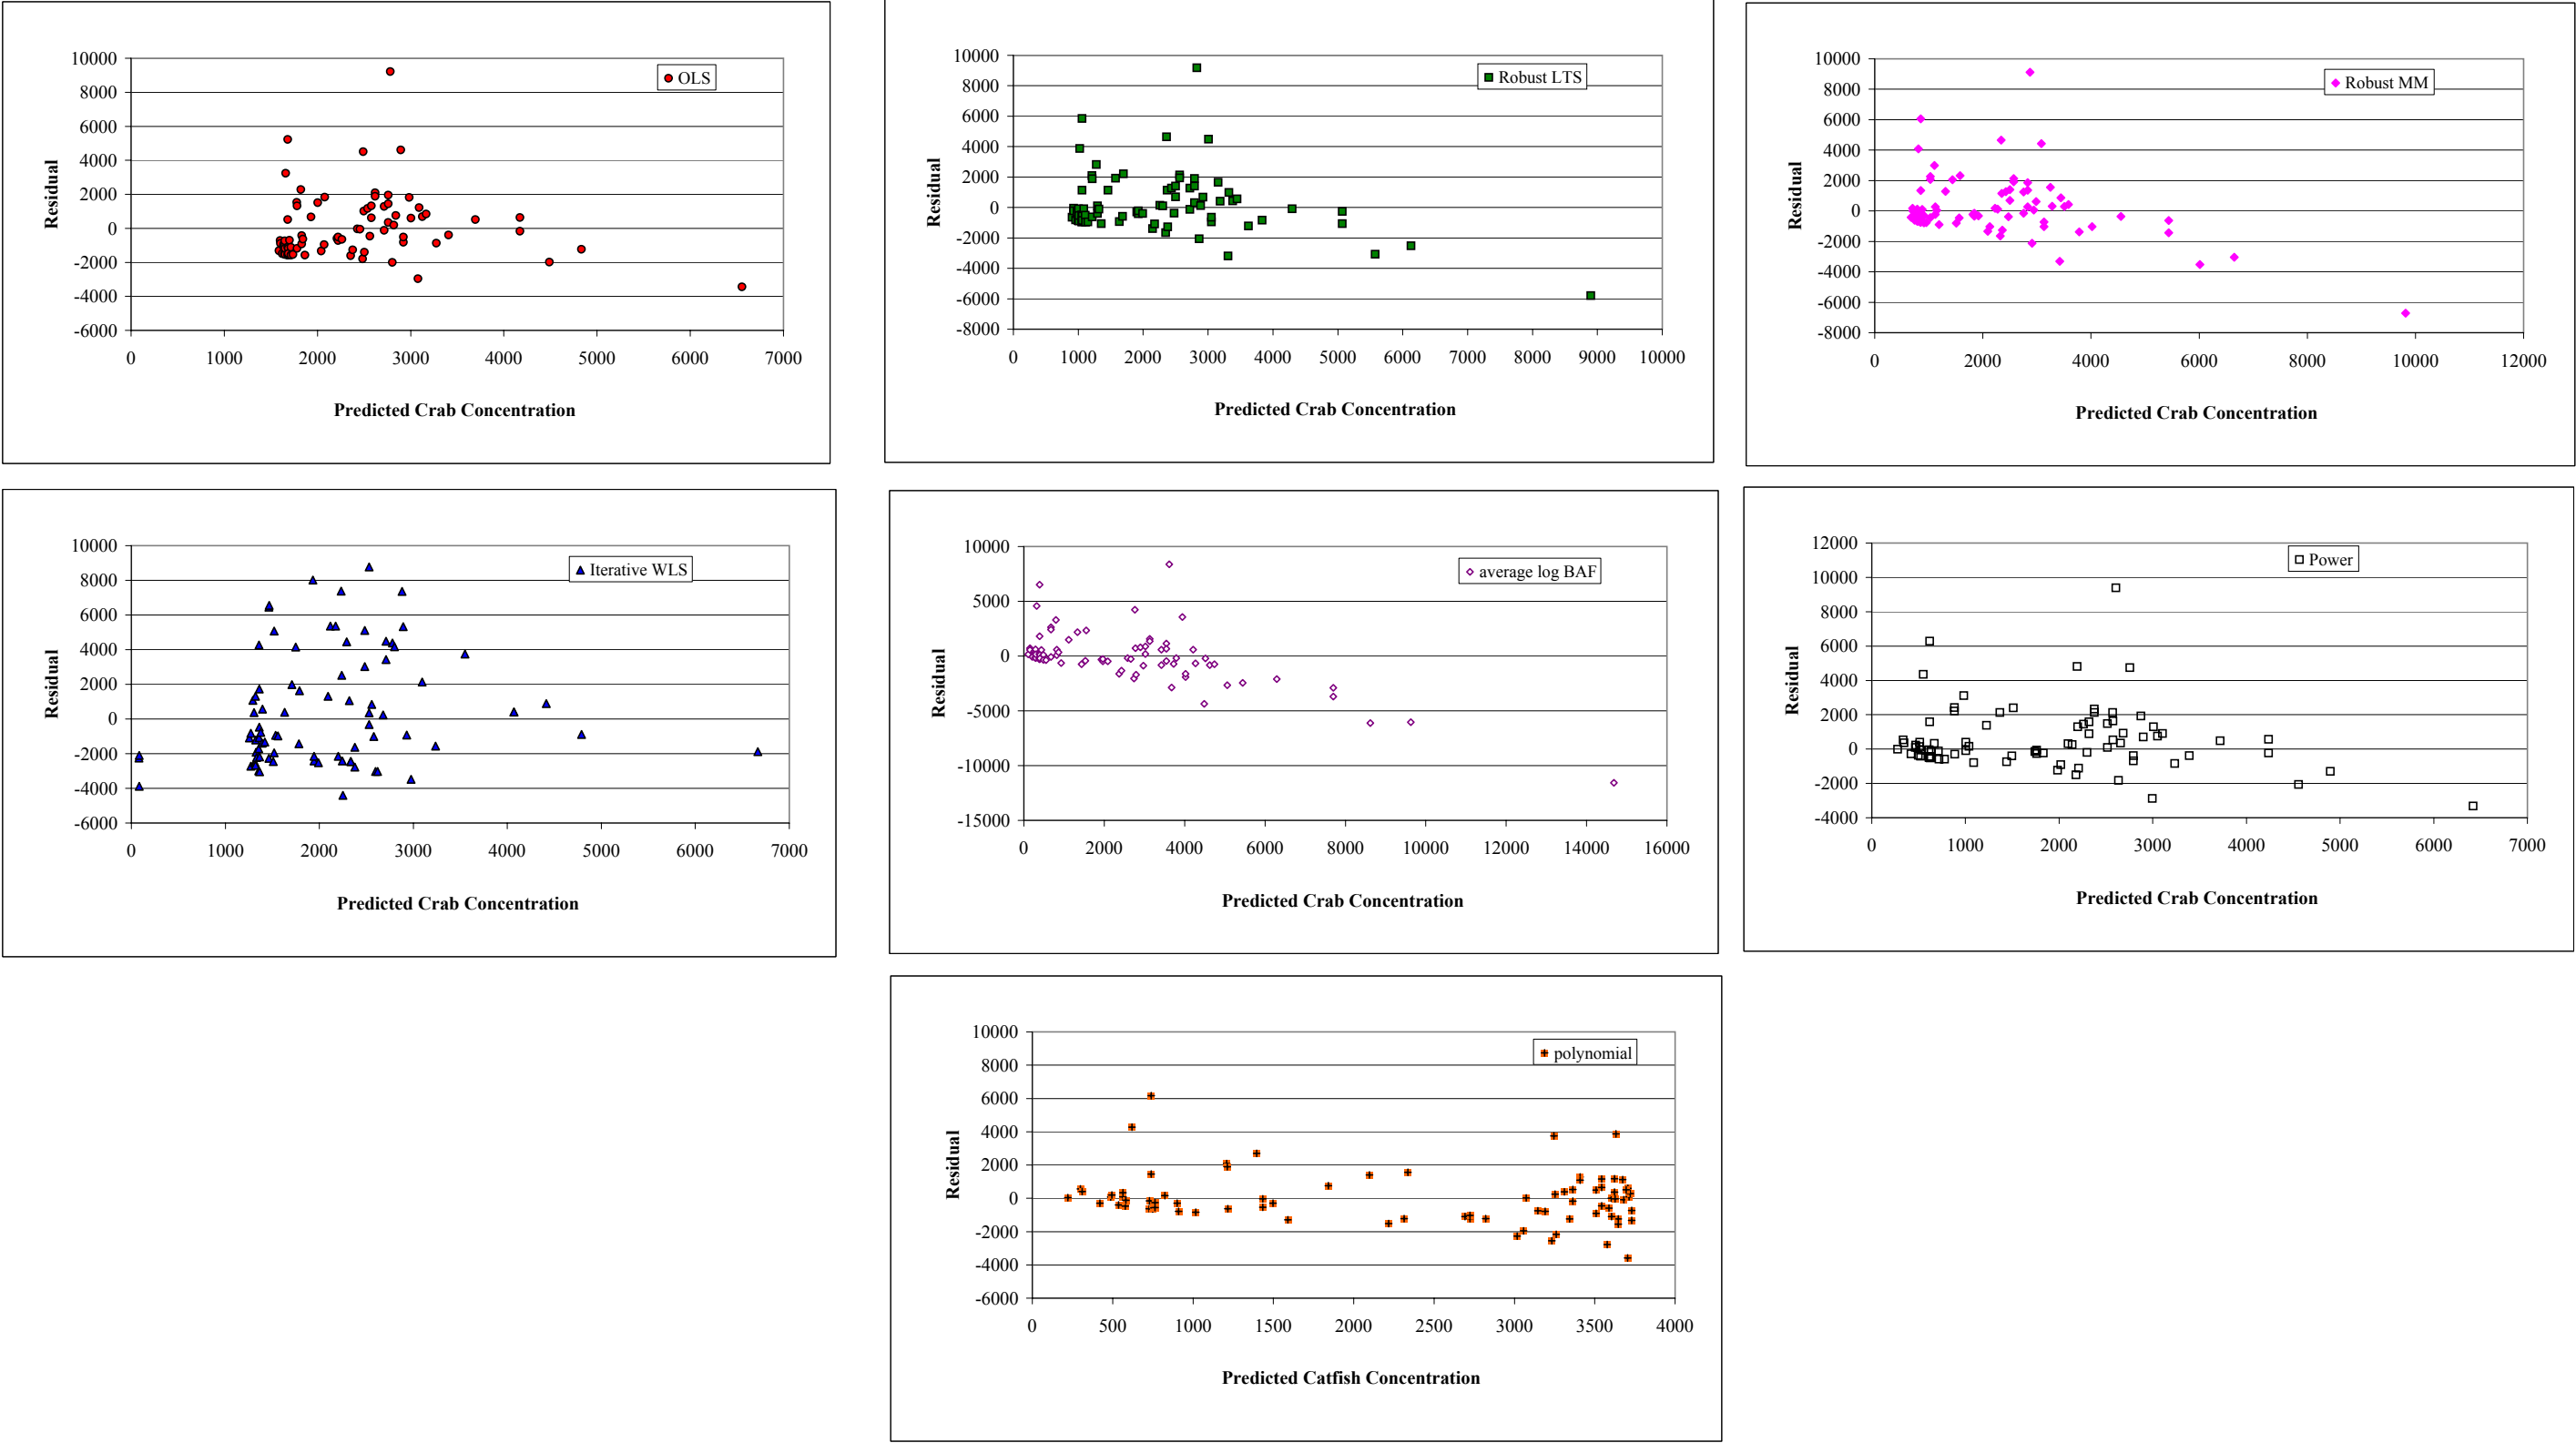 10000
8000
6000
4000
2000
0
-2000
-4000
-6000
Residual
OLS
0 1000 2000 3000 4000 5000 6000 7000
Predicted Crab Concentration
10000
8000
6000
4000
2000
0
-2000
-4000
-6000
-8000
Residual
Robust LTS
0 1000 2000 3000 4000 5000 6000 7000 8000 9000 10000
Predicted Crab Concentration
10000
8000
6000
4000
2000
0
-2000
-4000
-6000
-8000
Residual
Robust MM
0 2000 4000 6000 8000 10000 12000
Predicted Crab Concentration
10000
8000
6000
4000
2000
0
-2000
-4000
-6000
Residual
Iterative WLS
0 1000 2000 3000 4000 5000 6000 7000
Predicted Crab Concentration
10000
5000
0
-5000
-10000
-15000
Residual
average log BAF
0 2000 4000 6000 8000 10000 12000 14000 16000
Predicted Crab Concentration
12000
10000
8000
6000
4000
2000
0
-2000
-4000
Residual
Power
0 1000 2000 3000 4000 5000 6000 7000
Predicted Crab Concentration
10000
8000
6000
4000
2000
0
-2000
-4000
-6000
Residual
polynomial
0 500 1000 1500 2000 2500 3000 3500 4000
Predicted Catfish Concentration